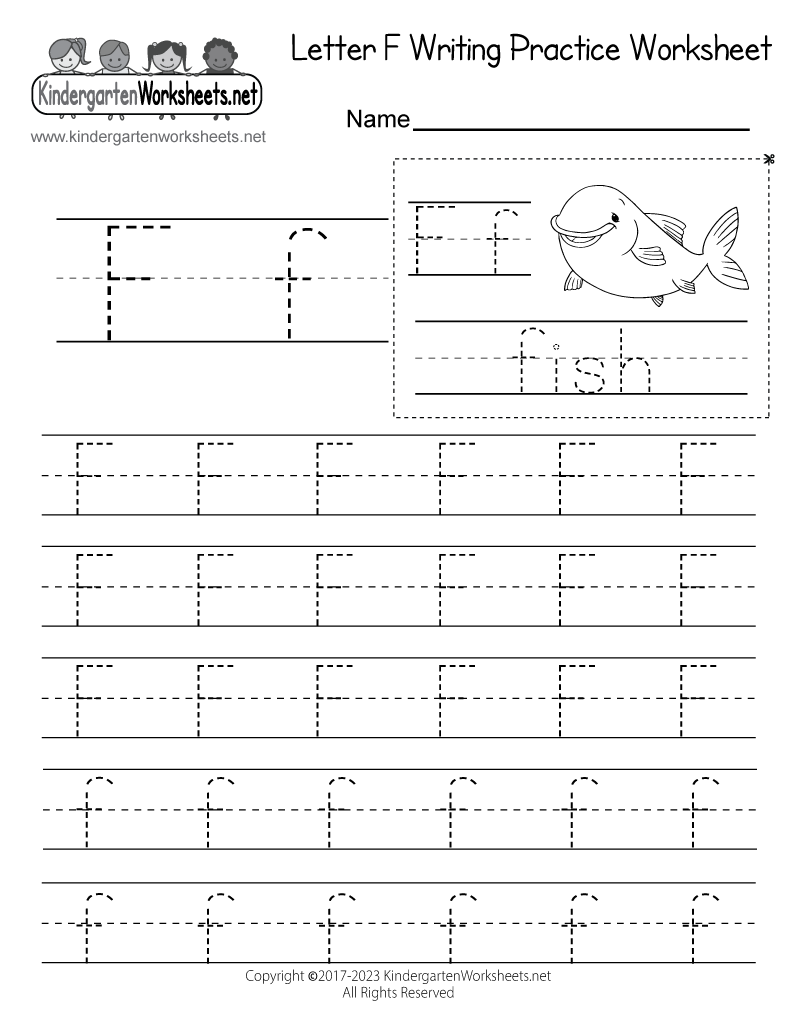 Letter F Writing Practice Worksheet
KindergartenWorksheets.net
www.kindergartenworksheets.net
Name
F f
F f
fish
F F F F F F
F F F F F F
F F F F F F
f f f f f f
f f f f f f
Copyright ©2017-2023 KindergartenWorksheets.net
All Rights Reserved